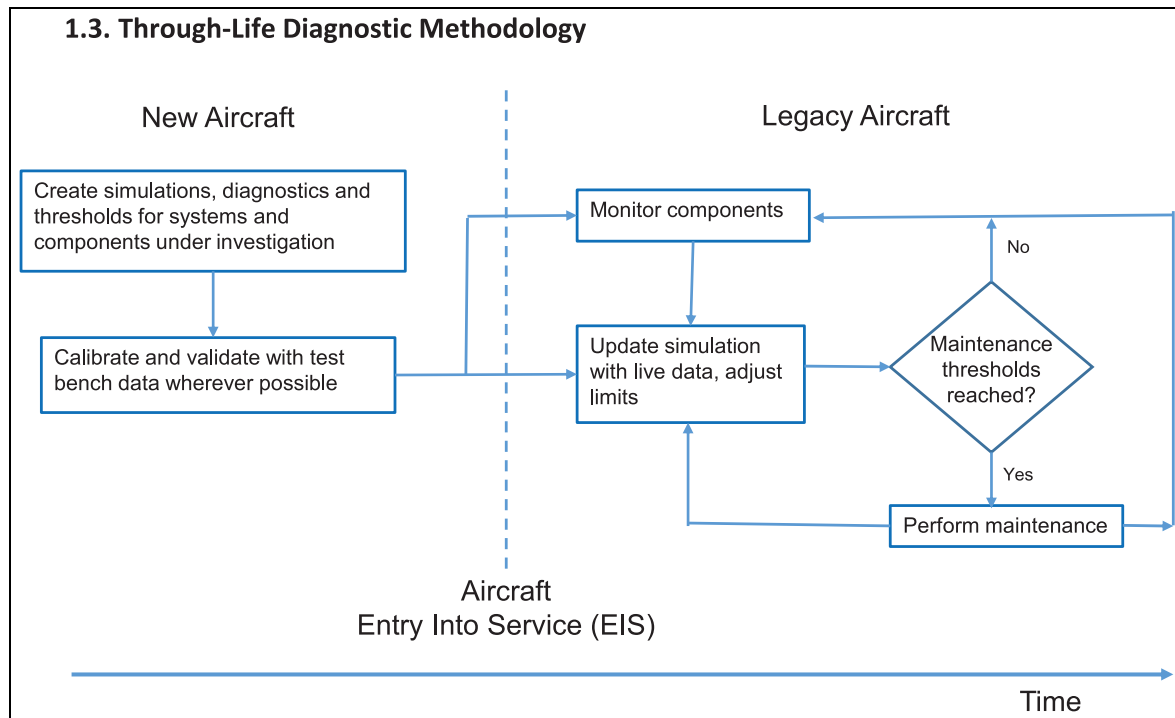 1.3. Through-Life Diagnostic Methodology
New Aircraft
Legacy Aircraft
Create simulations, diagnostics and
thresholds for systems and
components under investigation
Monitor components
No
Calibrate and validate with test
bench data wherever possible
Update simulation
with live data, adjust
limits
Maintenance
thresholds
reached?
Yes
Perform maintenance
Aircraft
Entry Into Service (EIS)
Time